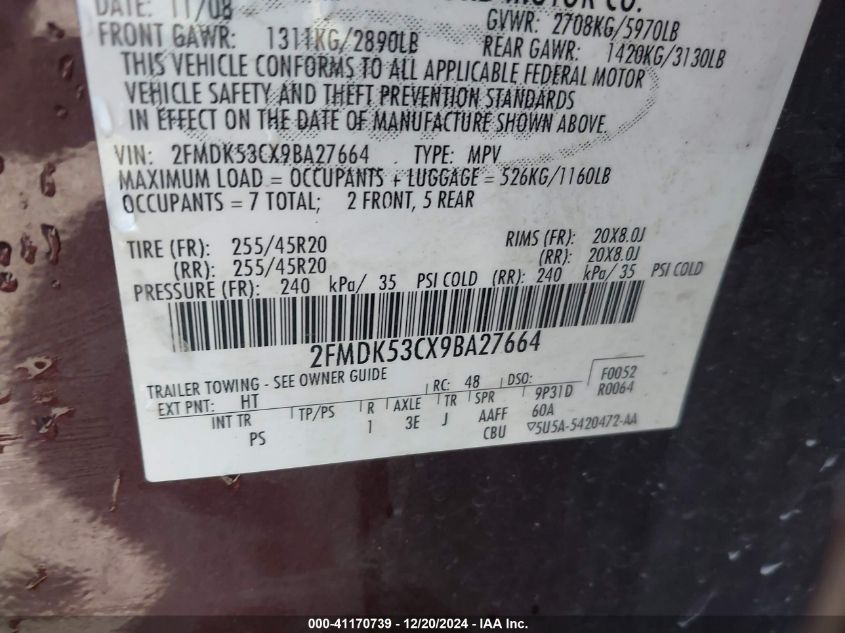 DATE: 11/08 MOTOR CO.
GVWR: 2708KG/5970LB
FRONT GAWR: 1311KG/2890LB REAR GAWR: 1420KG/3130LB
THIS VEHICLE CONFORMS TO ALL APPLICABLE FEDERAL MOTOR
VEHICLE SAFETY AND THEFT PREVENTION STANDARDS
IN EFFECT ON THE DATE OF MANUFACTURE SHOWN ABOVE.
VIN: 2FMDK53CX9BA27664 TYPE: MPV
MAXIMUM LOAD = OCCUPANTS + LUGGAGE = 526KG/1160LB
OCCUPANTS = 7 TOTAL; 2 FRONT, 5 REAR
TIRE (FR): 255/45R20 RIMS (FR): 20X8.0J
(RR): 255/45R20 (RR): 20X8.0J
PRESSURE (FR): 240 kPa/ 35 PSI COLD (RR): 240 kPa/ 35 PSI COLD
2FMDK53CX9BA27664
TRAILER TOWING - SEE OWNER GUIDE
EXT PNT: HT RC: 48 DSO: F0052
INT TR TP/PS R AXLE TR SPR 9P31D R0064
PS 1 3E J AAFF 60A
CBU ▽5U5A-5420472-AA
000-41170739 - 12/20/2024 - IAA Inc.